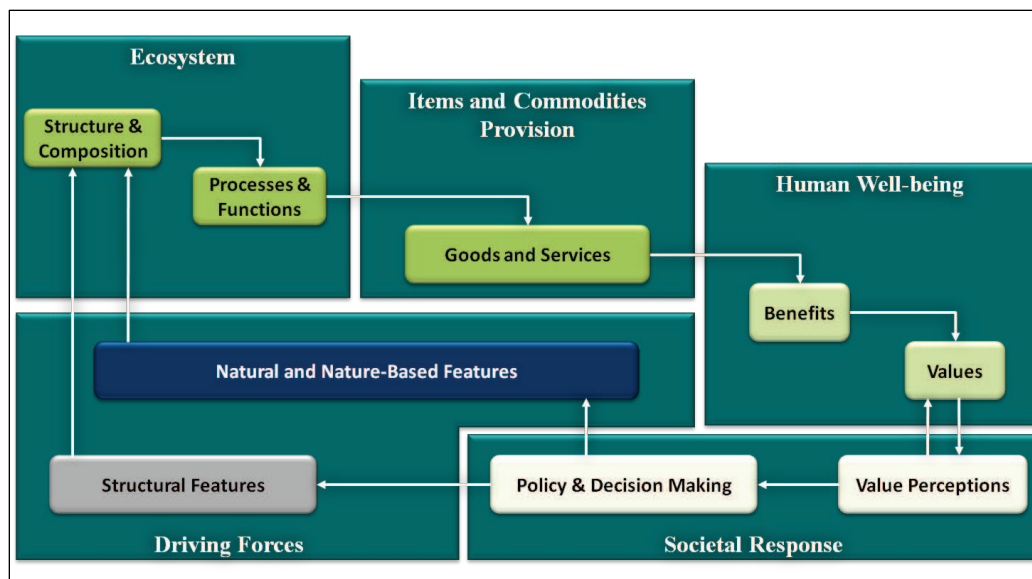 Ecosystem
Structure &
Composition
Processes &
Functions
Items and Commodities
Provision
Goods and Services
Human Well-being
Benefits
Values
Natural and Nature-Based Features
Structural Features
Driving Forces
Policy & Decision Making
Value Perceptions
Societal Response